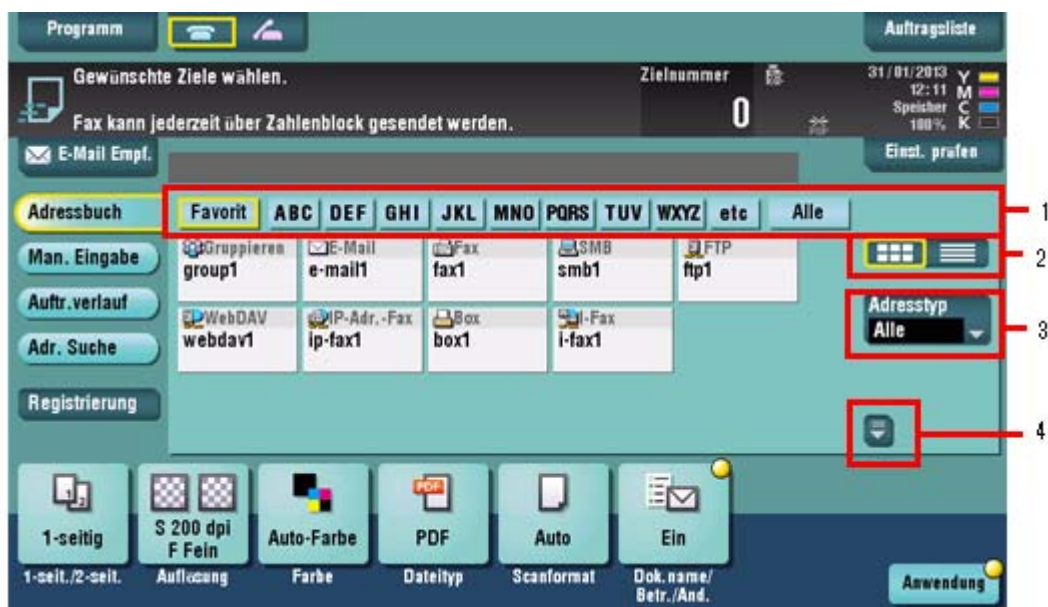 Programm
Auftragsliste
Gewünschte Ziele wählen.
Zielnummer
31/01/2013
12:11
Speicher
100%
Y
M
C
K
0
Fax kann jederzeit über Zahlenblock gesendet werden.
E-Mail Empf.
Einst. prüfen
Adressbuch
Favorit ABC DEF GHI JKL MNO PQRS TUV WXYZ etc Alle
1
Man. Eingabe
Gruppieren
group1
E-Mail
e-mail1
Fax
fax1
SMB
smb1
FTP
ftp1
2
Auftr.verlauf
WebDAV
webdav1
IP-Adr.-Fax
ip-fax1
Box
box1
I-Fax
i-fax1
Adresstyp
Alle
3
Adr. Suche
Registrierung
4
1-seitig
S 200 dpi
F Fein
Auto-Farbe
PDF
PDF
Auto
Ein
1-seit./2-seit.
Auflösung
Farbe
Dateityp
Scanformat
Dok.name/
Betr./And.
Anwendung